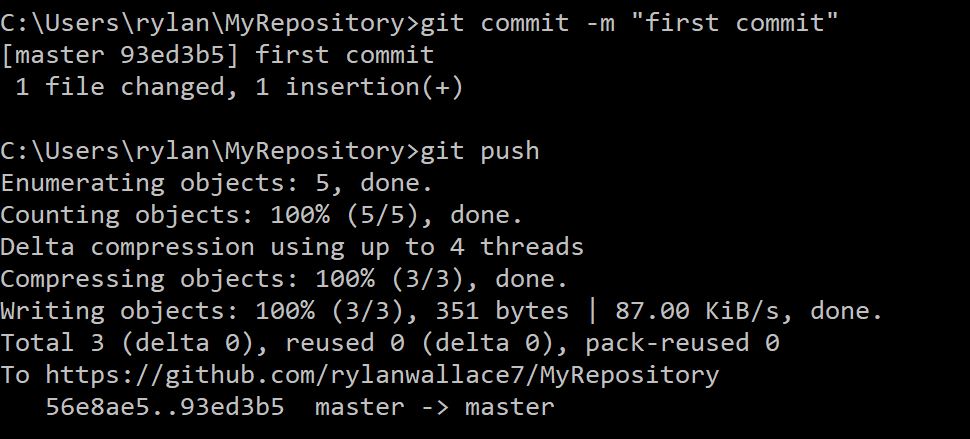 C:\Users\rylan\MyRepository>git commit -m "first commit"
[master 93ed3b5] first commit
 1 file changed, 1 insertion(+)

C:\Users\rylan\MyRepository>git push
Enumerating objects: 5, done.
Counting objects: 100% (5/5), done.
Delta compression using up to 4 threads
Compressing objects: 100% (3/3), done.
Writing objects: 100% (3/3), 351 bytes | 87.00 KiB/s, done.
Total 3 (delta 0), reused 0 (delta 0), pack-reused 0
To https://github.com/rylanwallace7/MyRepository
   56e8ae5..93ed3b5  master -> master